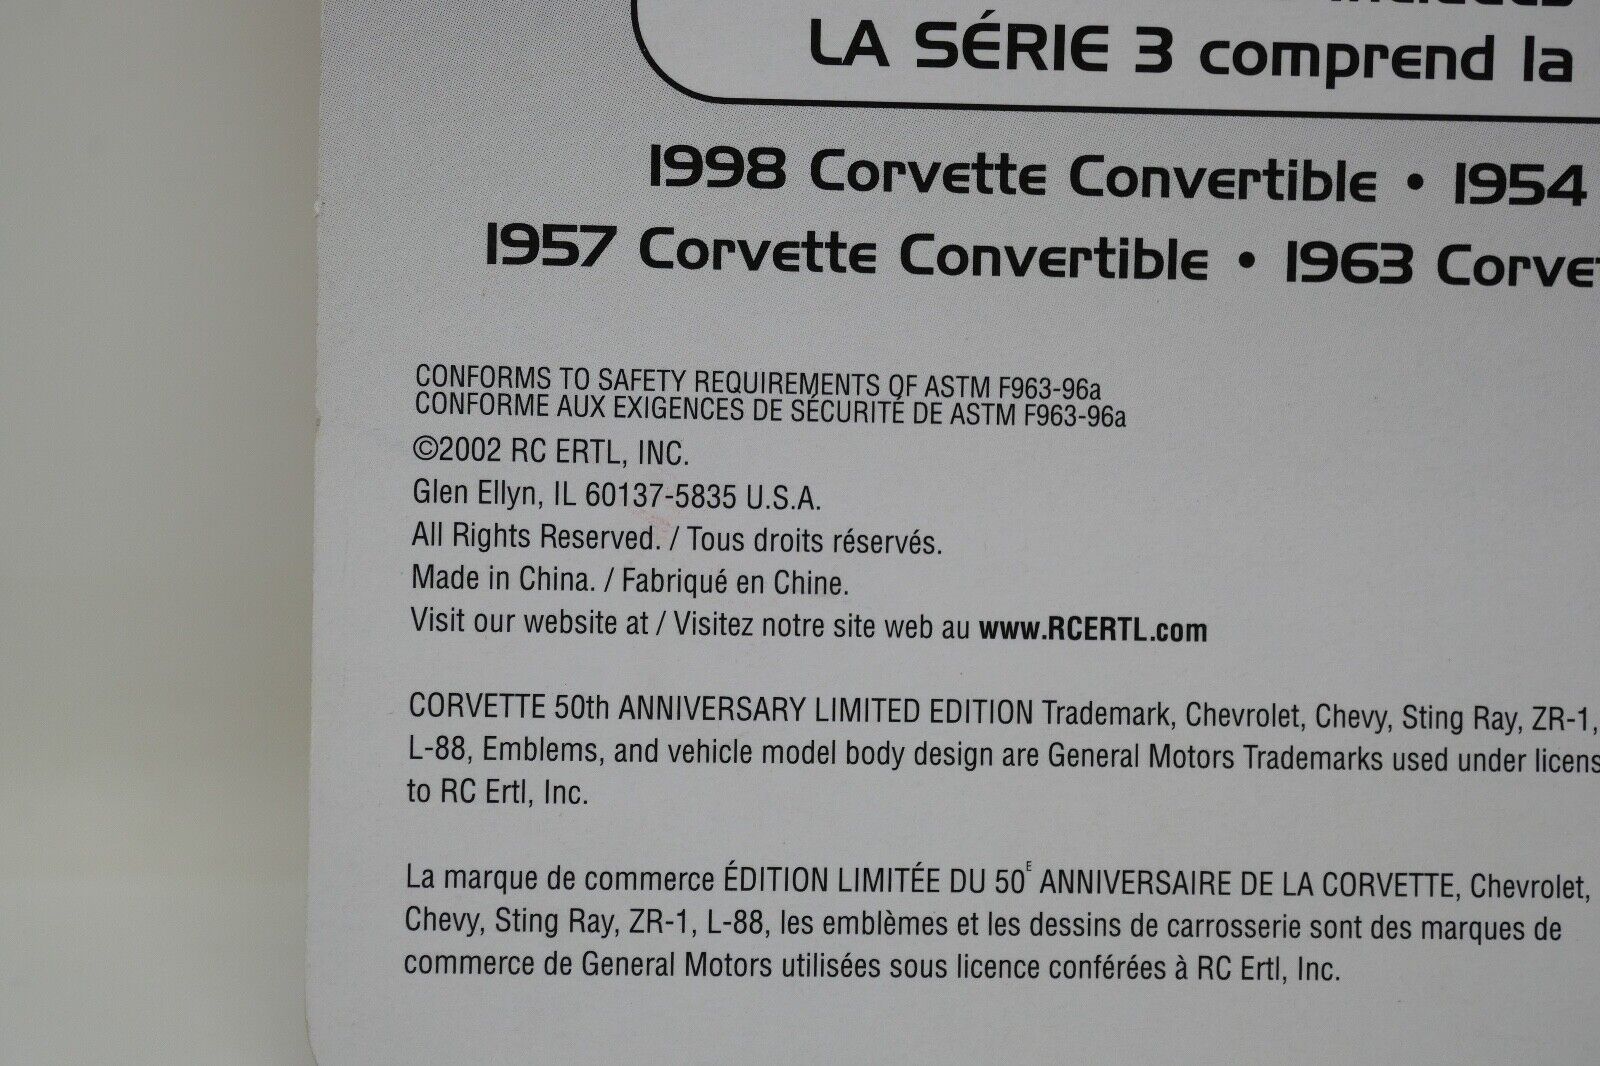 LA SÉRIE 3 comprend la
1998 Corvette Convertible • 1954
1957 Corvette Convertible • 1963
CONFORMS TO SAFETY REQUIREMENTS OF ASTM F963-96a
CONFORME AUX EXIGENCES DE SÉCURITÉ DE ASTM F963-96a
©2002 RC ERTL, INC.
Glen Ellyn, IL 60137-5835 U.S.A.
All Rights Reserved. / Tous droits réservés.
Made in China. / Fabriqué en Chine.
Visit our website at / Visitez notre site web au www.RCERTL.com
CORVETTE 50th ANNIVERSARY LIMITED EDITION Trademark, Chevrolet, Chevy, Sting Ray, ZR-1,
L-88, Emblems, and vehicle model body design are General Motors Trademarks used under
to RC Ertl, Inc.
La marque de commerce ÉDITION LIMITÉE DU 50E ANNIVERSAIRE DE LA CORVETTE, Chevrolet,
Chevy, Sting Ray, ZR-1, L-88, les emblèmes et les dessins de carrosserie sont des marques de
commerce de General Motors utilisées sous licence conférées à RC Ertl, Inc.